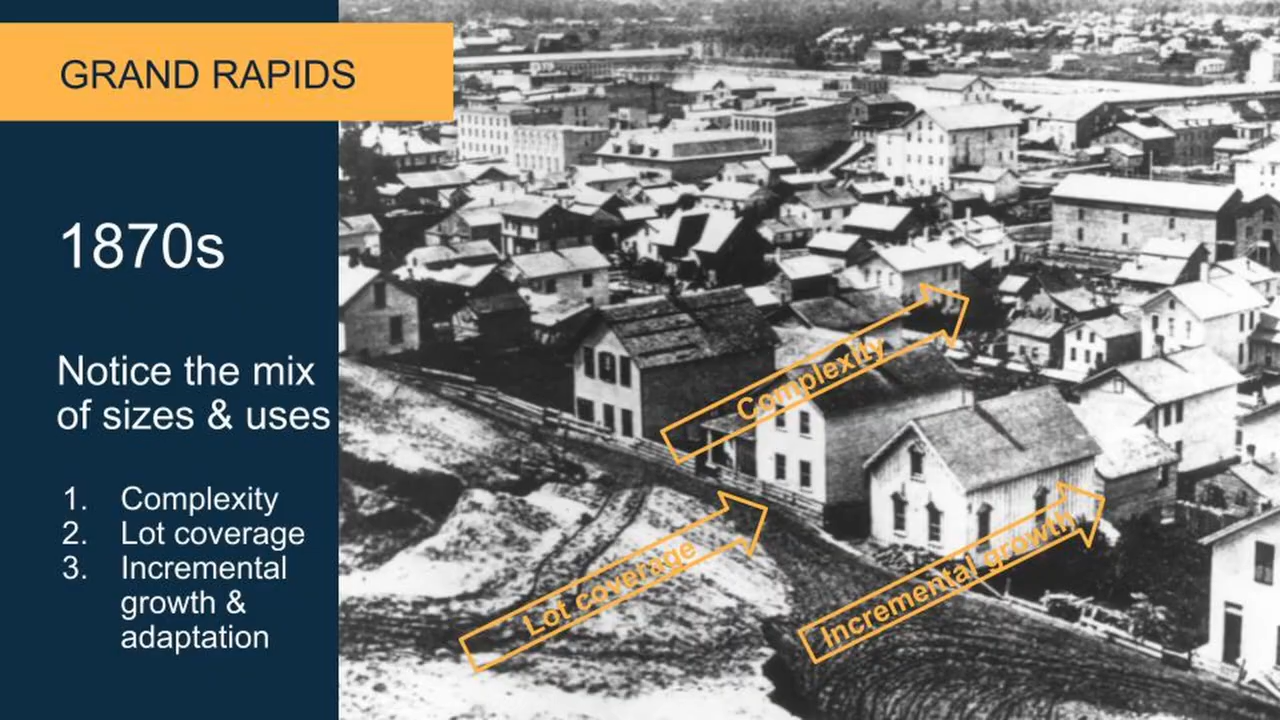 GRAND RAPIDS
1870s
Notice the mix
of sizes & uses
1. Complexity
2. Lot coverage
3. Incremental
growth &
adaptation
Complexity
Lot coverage
Incremental growth